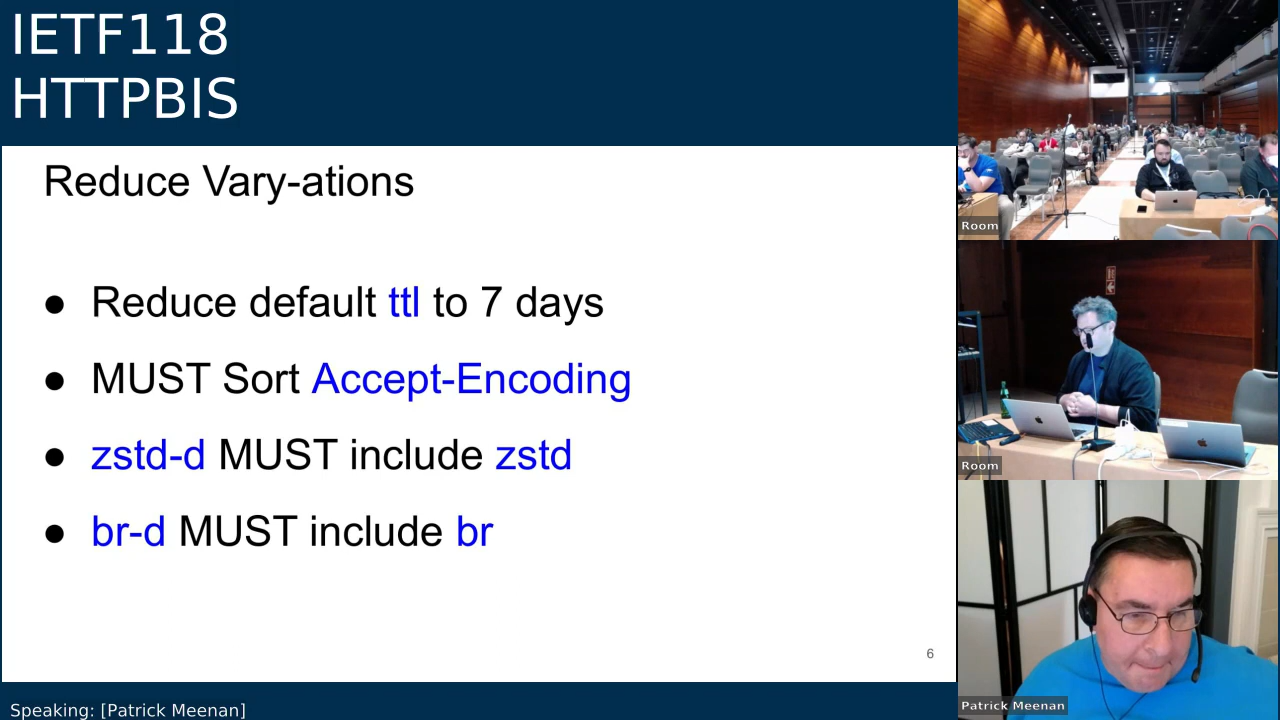 IETF118
HTTPBIS
Reduce Vary-ations
● Reduce default ttl to 7 days
● MUST Sort Accept-Encoding
● zstd-d MUST include zstd
● br-d MUST include br
6
Speaking: [Patrick Meenan]
Room
Room
Patrick Meenan